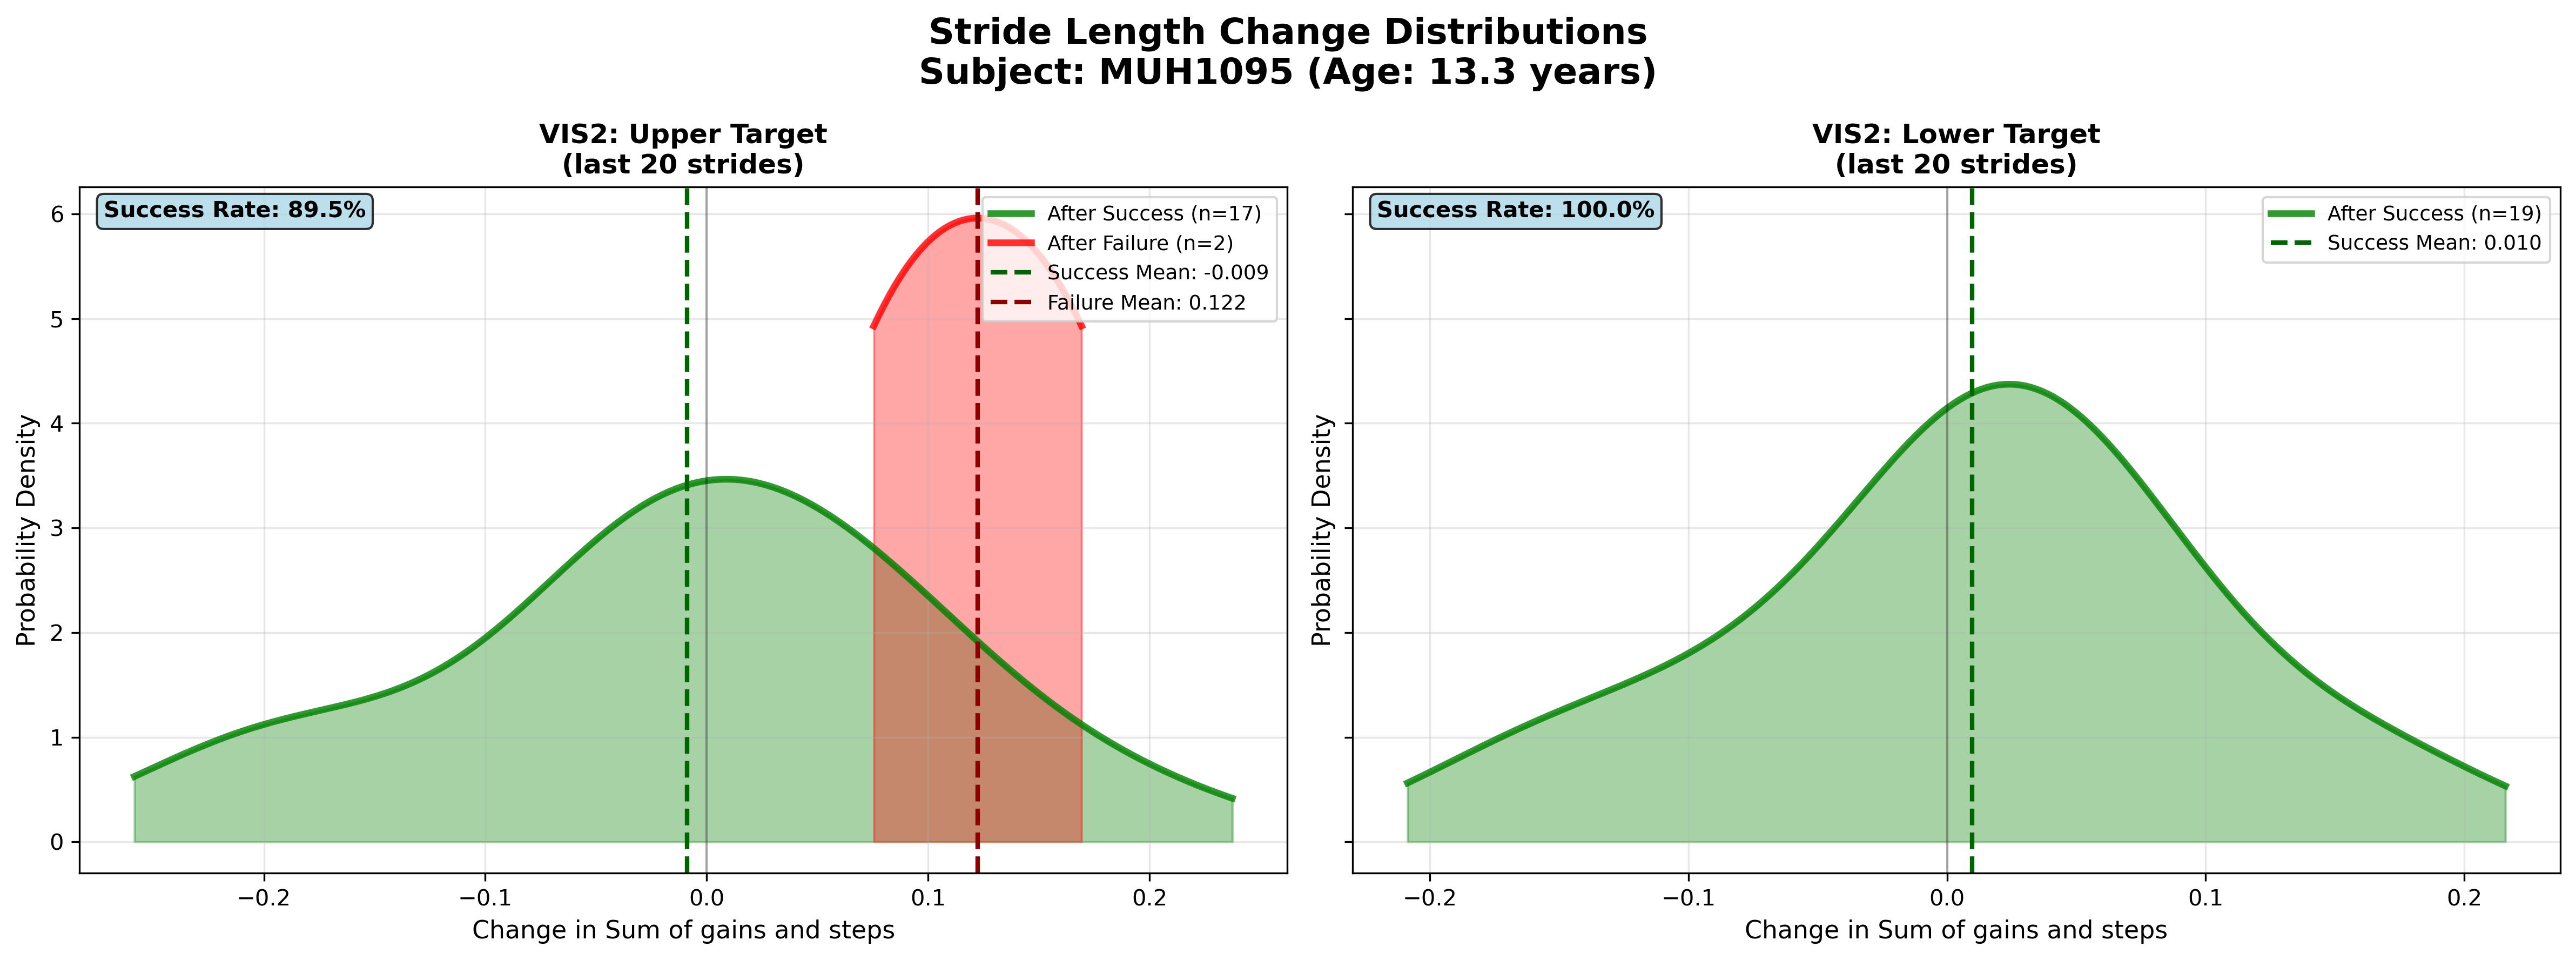 Stride Length Change Distributions
Subject: MUH1095 (Age: 13.3 years)
VIS2: Upper Target
(last 20 strides)
Success Rate: 89.5%
After Success (n=17)
After Failure (n=2)
Success Mean: -0.009
Failure Mean: 0.122
6
5
4
3
2
1
0
Probability Density
−0.2
−0.1
0.0
0.1
0.2
Change in Sum of gains and steps
VIS2: Lower Target
(last 20 strides)
Success Rate: 100.0%
After Success (n=19)
Success Mean: 0.010
Probability Density
−0.2
−0.1
0.0
0.1
0.2
Change in Sum of gains and steps